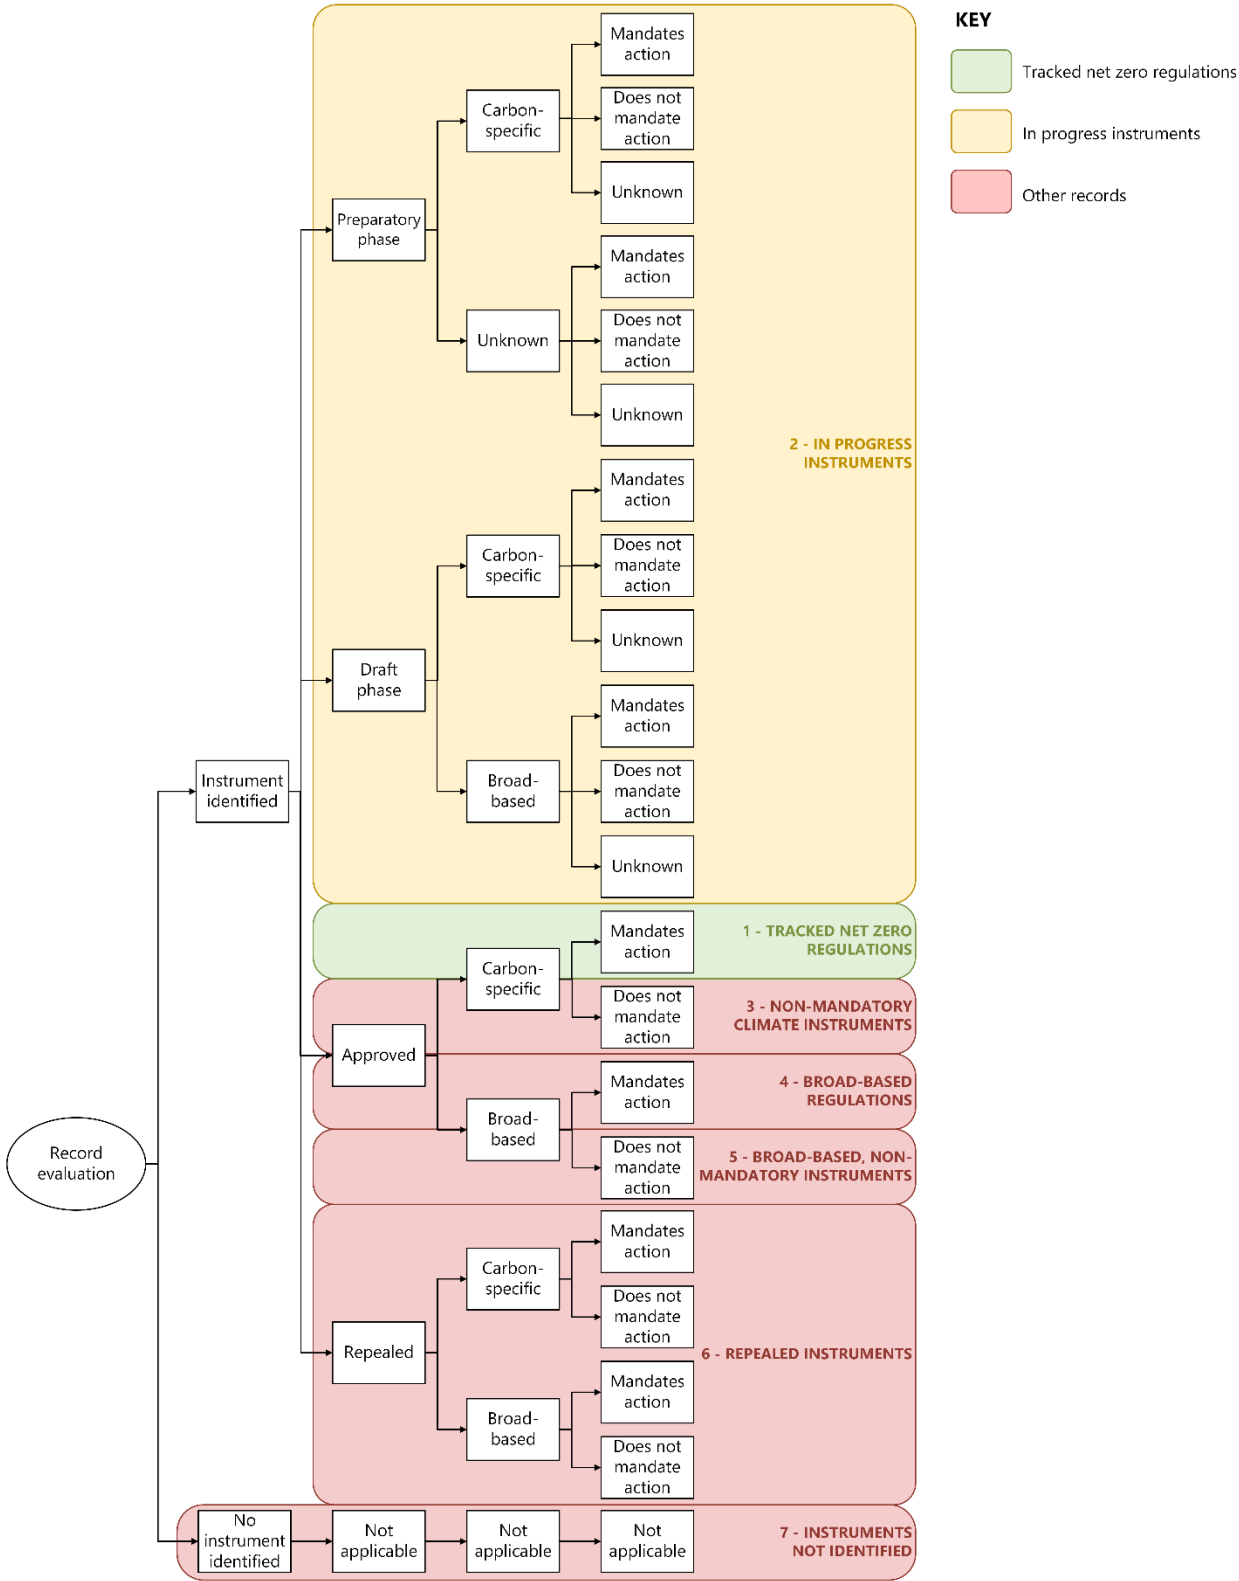 KEY
Tracked net zero regulations
In progress instruments
Other records
Record
evaluation
Instrument
identified
Preparatory
phase
Carbon-
specific
Mandates
action
Does not
mandate
action
Unknown
Unknown
Mandates
action
Does not
mandate
action
Unknown
2 - IN PROGRESS
INSTRUMENTS
Draft
phase
Carbon-
specific
Mandates
action
Does not
mandate
action
Unknown
Broad-
based
Mandates
action
Does not
mandate
action
Unknown
Approved
Carbon-
specific
Mandates
action
1 - TRACKED NET ZERO
REGULATIONS
Does not
mandate
action
3 - NON-MANDATORY
CLIMATE INSTRUMENTS
Broad-
based
Mandates
action
4 - BROAD-BASED
REGULATIONS
Does not
mandate
action
5 - BROAD-BASED, NON-
MANDATORY INSTRUMENTS
Repealed
Carbon-
specific
Mandates
action
Does not
mandate
action
6 - REPEALED INSTRUMENTS
Broad-
based
Mandates
action
Does not
mandate
action
No
instrument
identified
Not
applicable
Not
applicable
Not
applicable
7 - INSTRUMENTS
NOT IDENTIFIED